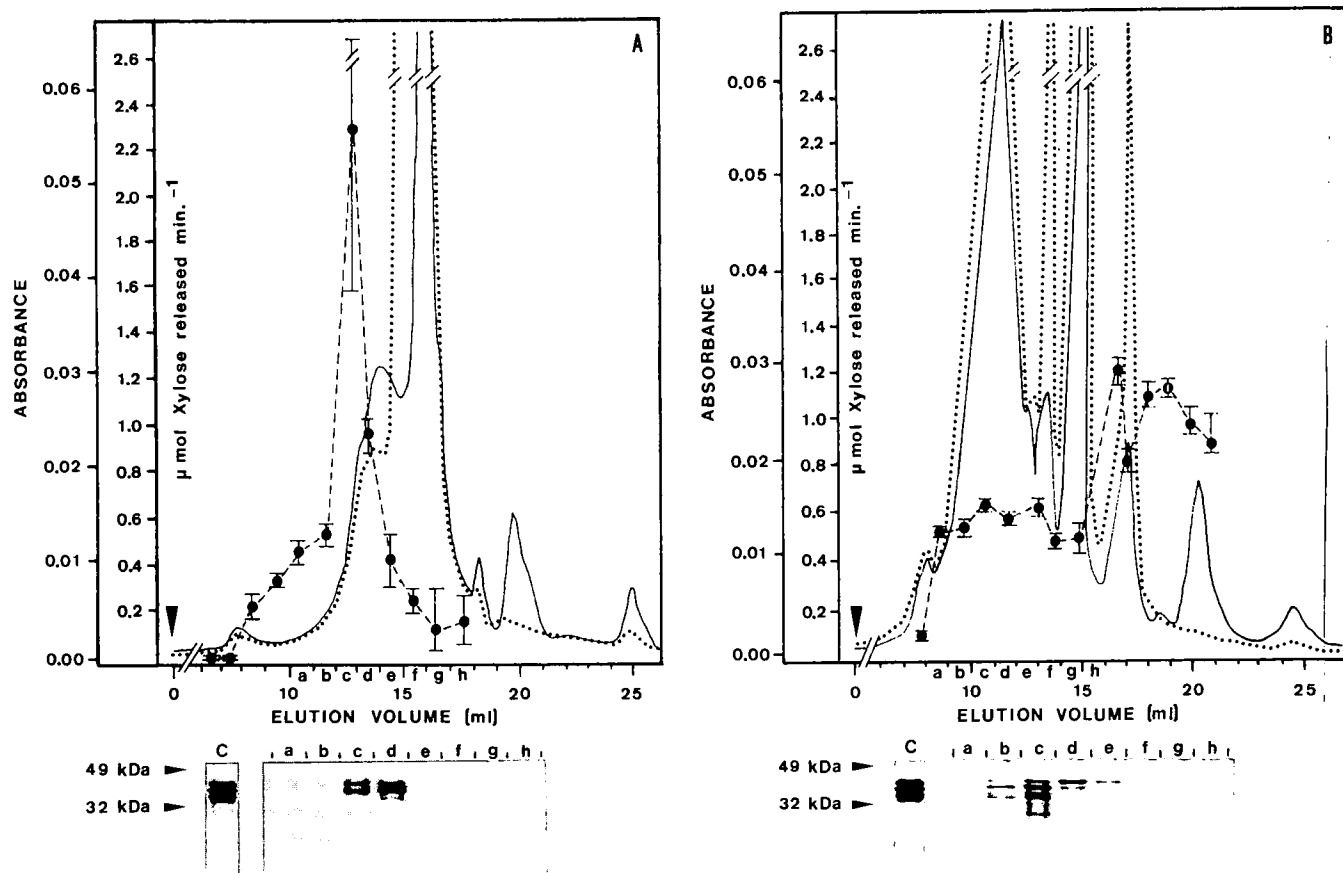 A
ABSORBANCE
0.06
0.05
0.04
0.03
0.02
0.01
0.00
µ mol Xylose released min.⁻¹
2.6
2.4
2.2
2.0
1.8
1.6
1.4
1.2
1.0
0.8
0.6
0.4
0.2
a b c d e f g h
0 10 15 20 25
ELUTION VOLUME (ml)
C a b c d e f g h
49 kDa
32 kDa
B
ABSORBANCE
0.06
0.05
0.04
0.03
0.02
0.01
0.00
µ mol Xylose released min.⁻¹
2.6
2.4
2.2
2.0
1.8
1.6
1.4
1.2
1.0
0.8
0.6
0.4
0.2
a b c d e f g h
0 10 15 20 25
ELUTION VOLUME (ml)
C a b c d e f g h
49 kDa
32 kDa